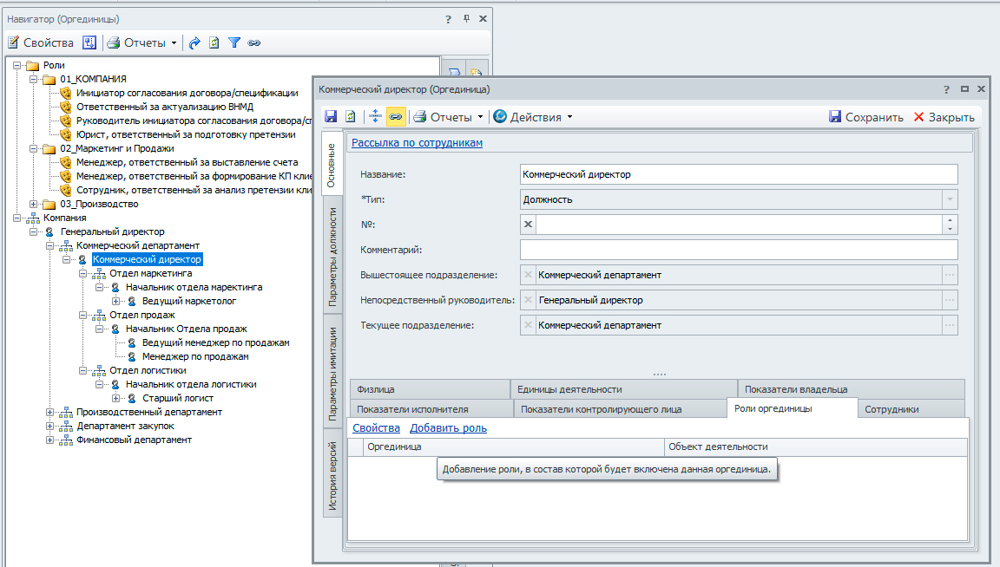 Навигатор (Оргединицы)
Свойства Отчеты
Роли
01_КОМПАНИЯ
Инициатор согласования договора/спецификации
Ответственный за актуализацию ВНМД
Руководитель инициатора согласования договора/сп
Юрист, ответственный за подготовку претензии
02_Маркетинг и Продажи
Менеджер, ответственный за выставление счета
Менеджер, ответственный за формирование КП клие
Сотрудник, ответственный за анализ претензии кли
03_Производство
Компания
Генеральный директор
Коммерческий департамент
Коммерческий директор
Отдел маркетинга
Начальник отдела маректинга
Ведущий маркетолог
Отдел продаж
Начальник Отдела продаж
Ведущий менеджер по продажам
Менеджер по продажам
Отдел логистики
Начальник отдела логистики
Старший логист
Производственный департамент
Департамент закупок
Финансовый департамент
Коммерческий директор (Оргединица)
Отчеты Действия Сохранить Закрыть
Основные
Параметры должности
Параметры имитации
История версий
Рассылка по сотрудникам
Название: Коммерческий директор
*Тип: Должность
№:
Комментарий:
Вышестоящее подразделение: Коммерческий департамент
Непосредственный руководитель: Генеральный директор
Текущее подразделение: Коммерческий департамент
Физлица Единицы деятельности Показатели владельца
Показатели исполнителя Показатели контролирующего лица Роли оргединицы Сотрудники
Свойства Добавить роль
Оргединица Объект деятельности
Добавление роли, в состав которой будет включена данная оргединица.